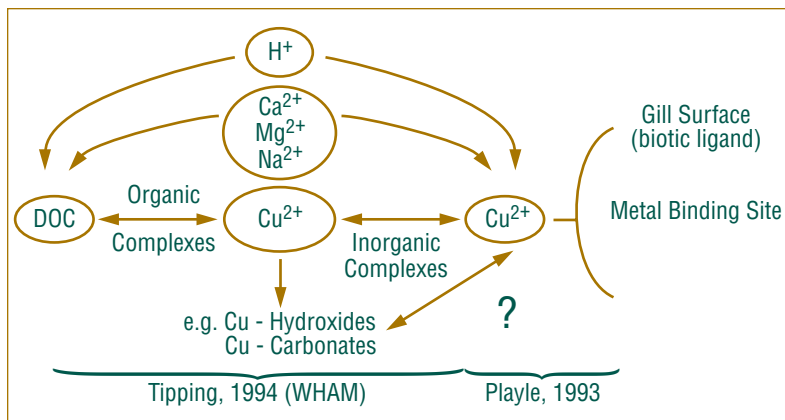 H⁺
Ca²⁺
Mg²⁺
Na²⁺
Gill Surface
(biotic ligand)
Metal Binding Site
DOC
Organic
Complexes
Cu²⁺
Inorganic
Complexes
Cu²⁺
e.g. Cu - Hydroxides
Cu - Carbonates
?
Tipping, 1994 (WHAM)
Playle, 1993